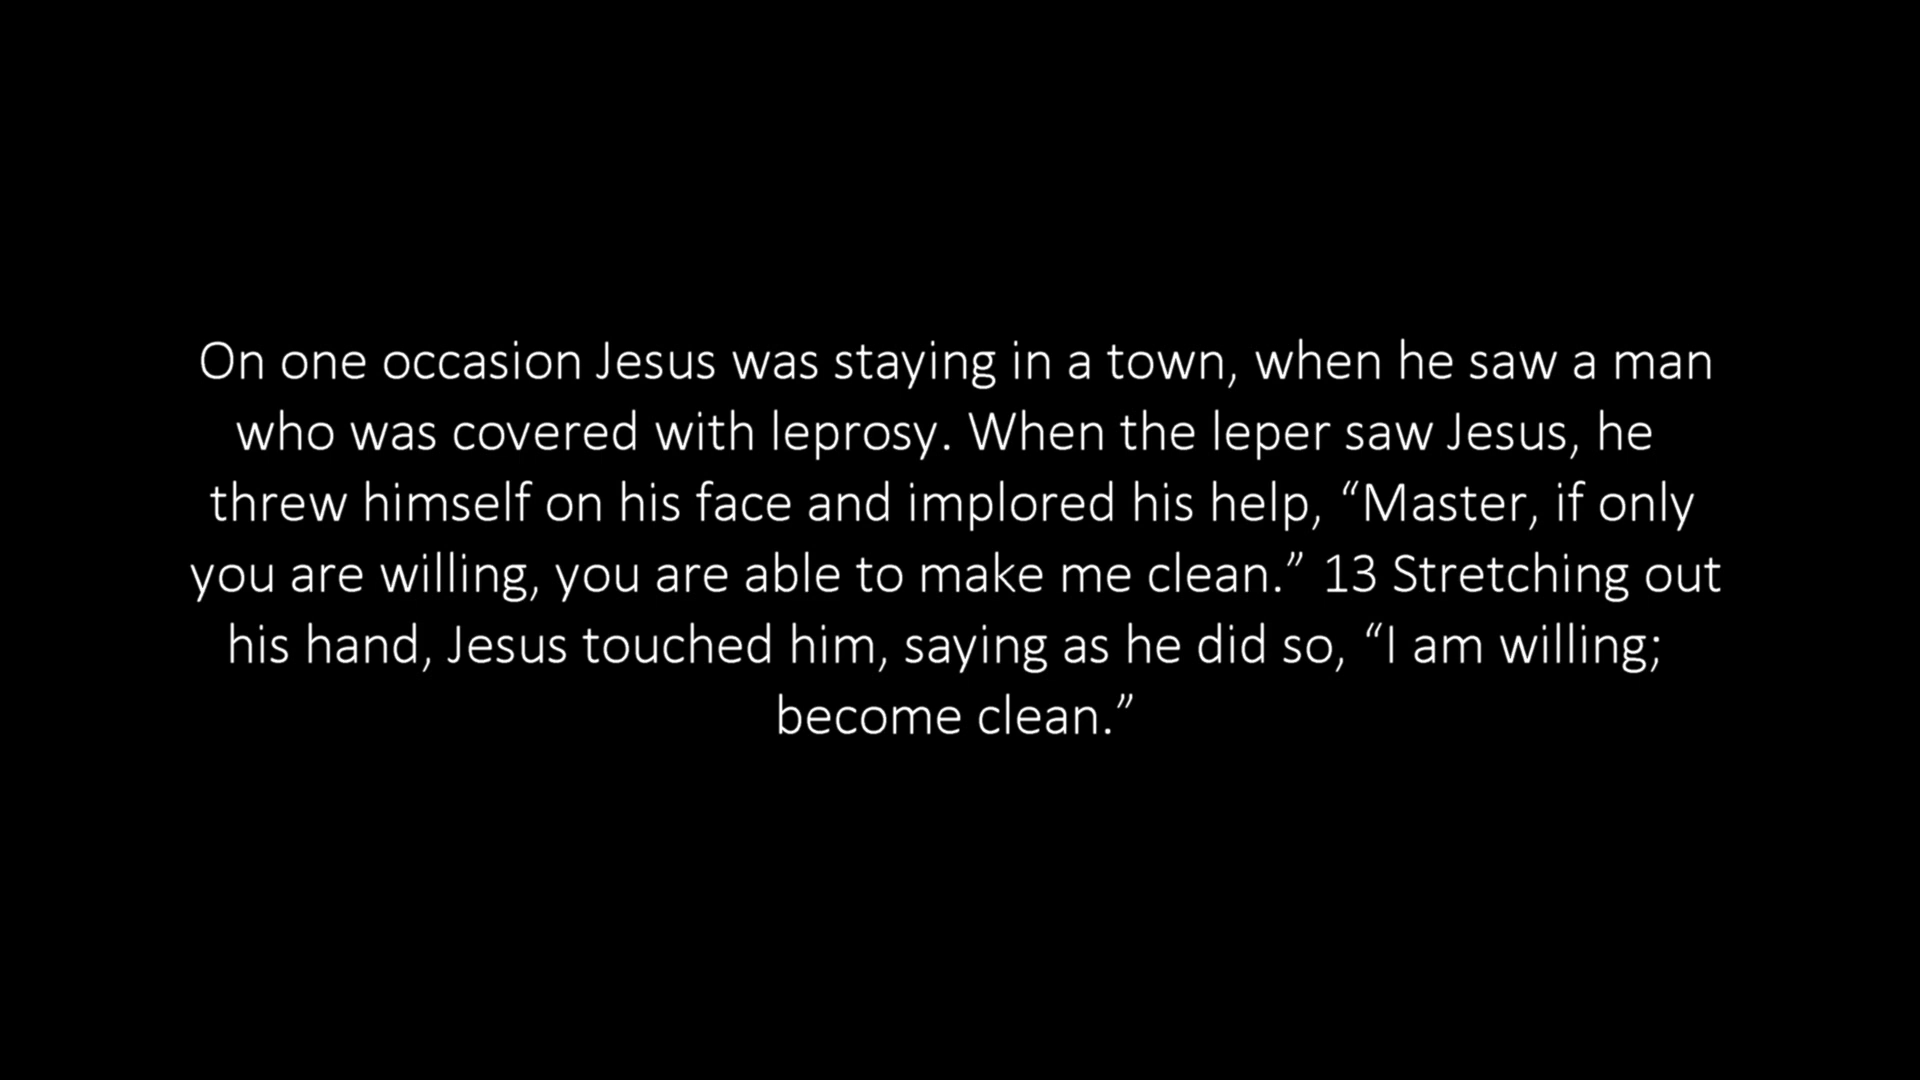 On one occasion Jesus was staying in a town, when he saw a man
who was covered with leprosy. When the leper saw Jesus, he
threw himself on his face and implored his help, “Master, if only
you are willing, you are able to make me clean.” 13 Stretching out
his hand, Jesus touched him, saying as he did so, “I am willing;
become clean.”